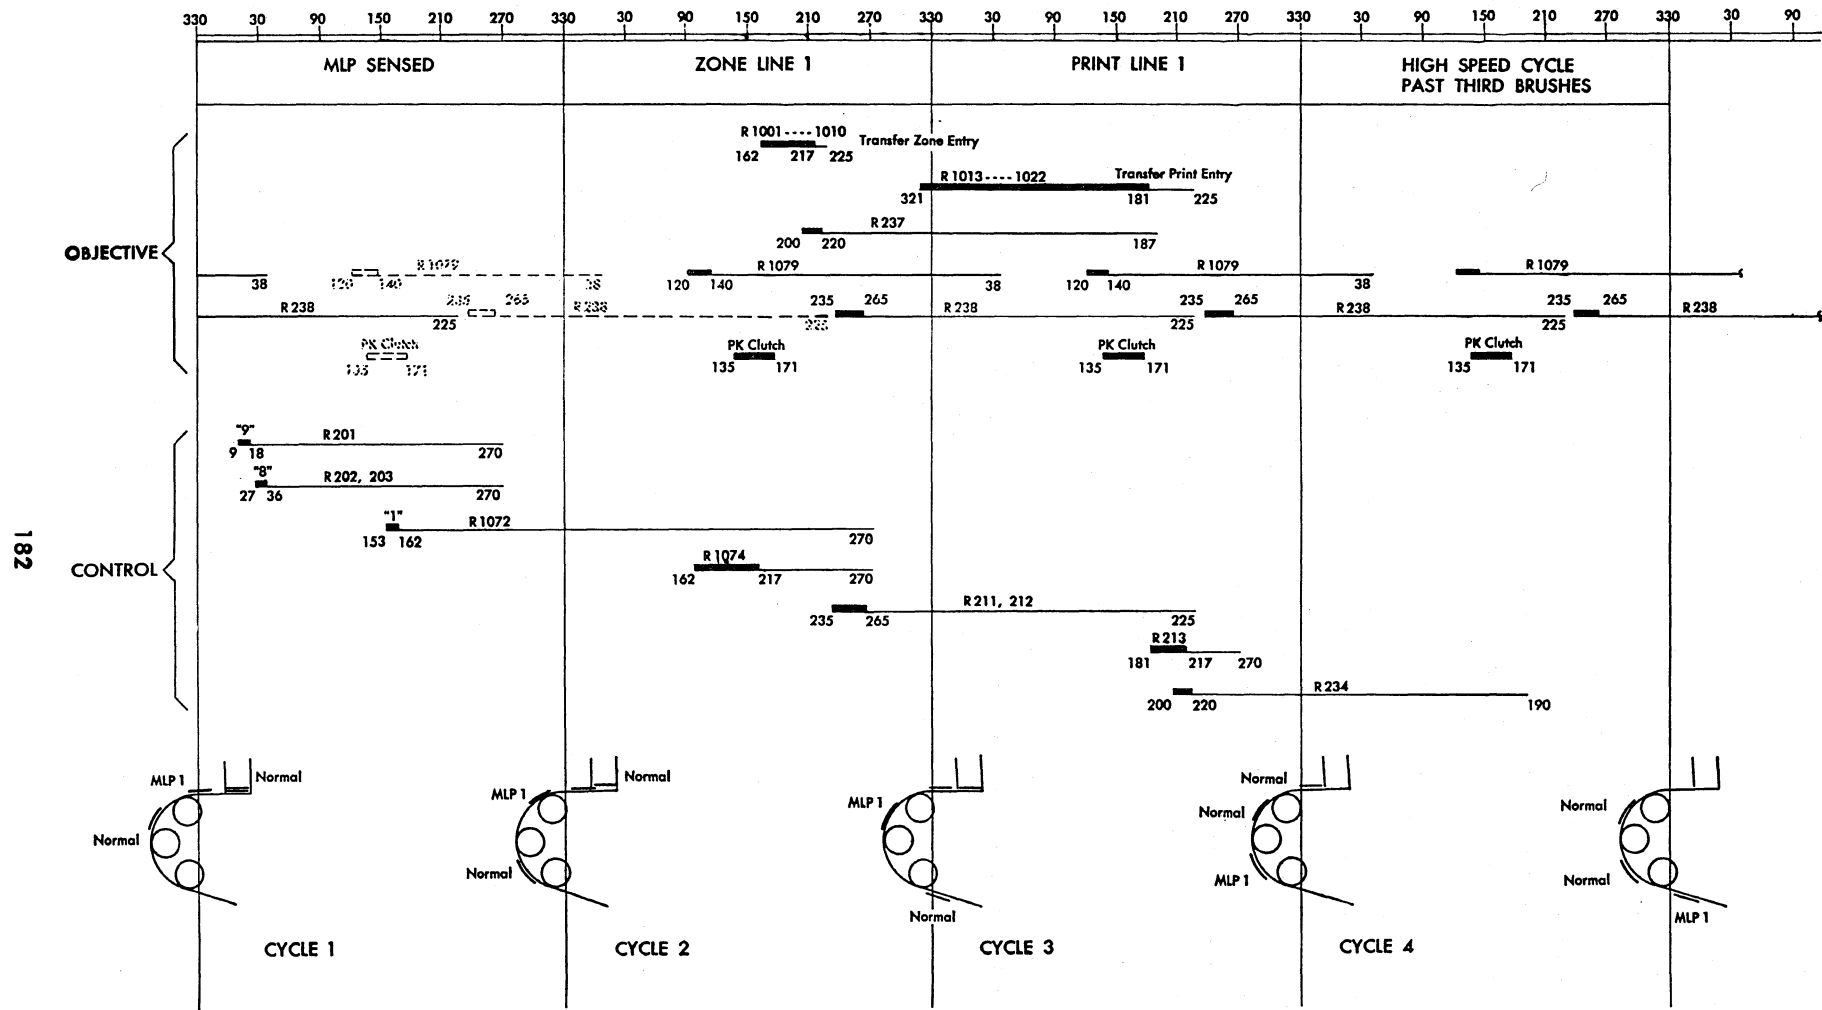 330 30 90 150 210 270 330 30 90 150 210 270 330 30 90 150 210 270 330 30 90 150 210 270 330 30 90
MLP SENSED
ZONE LINE 1
PRINT LINE 1
HIGH SPEED CYCLE
PAST THIRD BRUSHES
R 1001 ---- 1010
Transfer Zone Entry
162 217 225
R 1013 ---- 1022
Transfer Print Entry
321 181 225
R 237
200 220 187
OBJECTIVE
R 1079 R 1079 R 1079 R 1079
38 120 140 38 120 140 38 120 140 38
235 265 235 265 235 265 235 265
R 238 R 238 R 238 R 238 R 238
225 225 225 225
PK Clutch PK Clutch PK Clutch PK Clutch
135 171 135 171 135 171 135 171
"9"
R 201
9 18 270
"8"
R 202, 203
27 36 270
"1"
R 1072
153 162 270
182
CONTROL
R 1074
162 217 270
R 211, 212
235 265 225
R 213
181 217 270
R 234
200 220 190
MLP 1 Normal
Normal
CYCLE 1
Normal
MLP 1
Normal
CYCLE 2
MLP 1
Normal
CYCLE 3
Normal
Normal
MLP 1
CYCLE 4
Normal
Normal
MLP 1